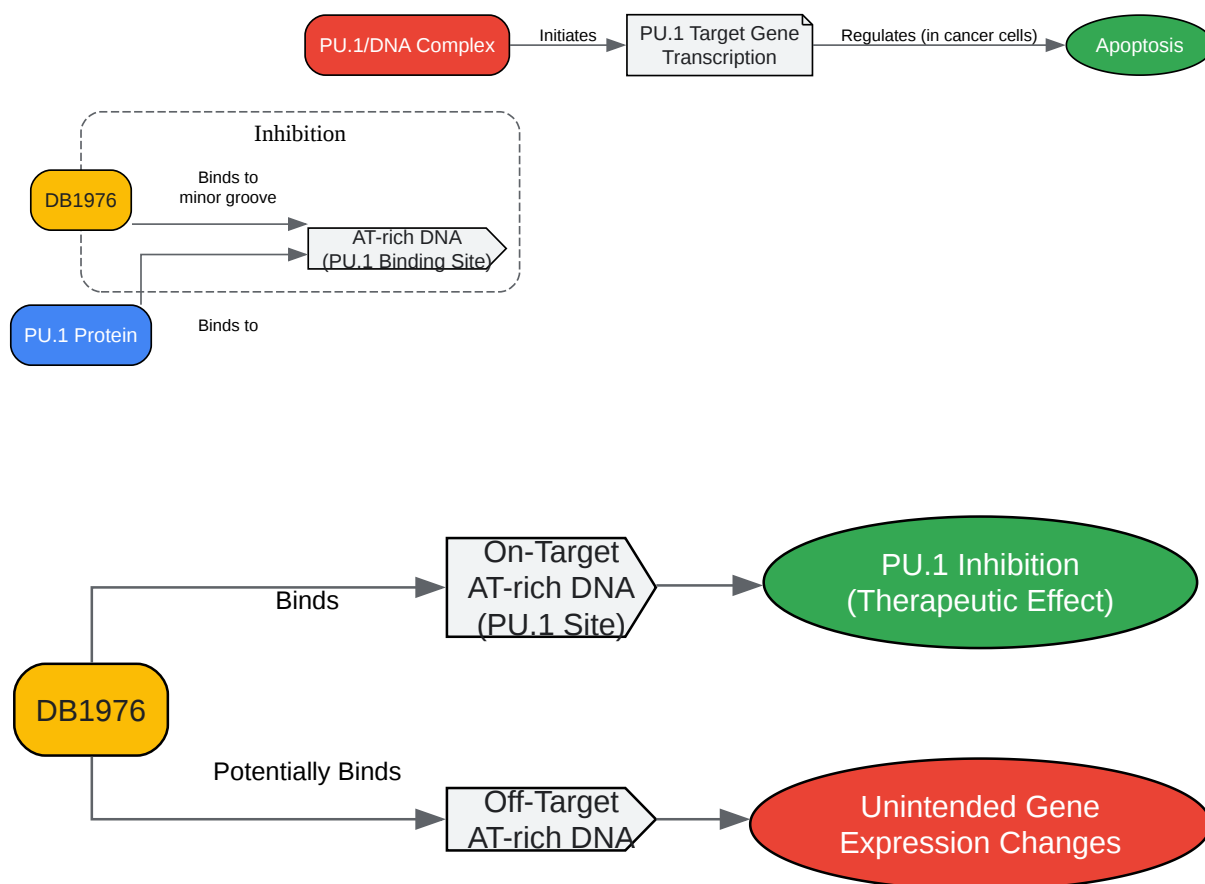 PU.1/DNA Complex
Initiates
PU.1 Target Gene
Transcription
Regulates (in cancer cells)
Apoptosis
Inhibition
DB1976
Binds to
minor groove
AT-rich DNA
(PU.1 Binding Site)
PU.1 Protein
Binds to
On-Target
AT-rich DNA
(PU.1 Site)
Binds
PU.1 Inhibition
(Therapeutic Effect)
DB1976
Potentially Binds
Off-Target
AT-rich DNA
Unintended Gene
Expression Changes